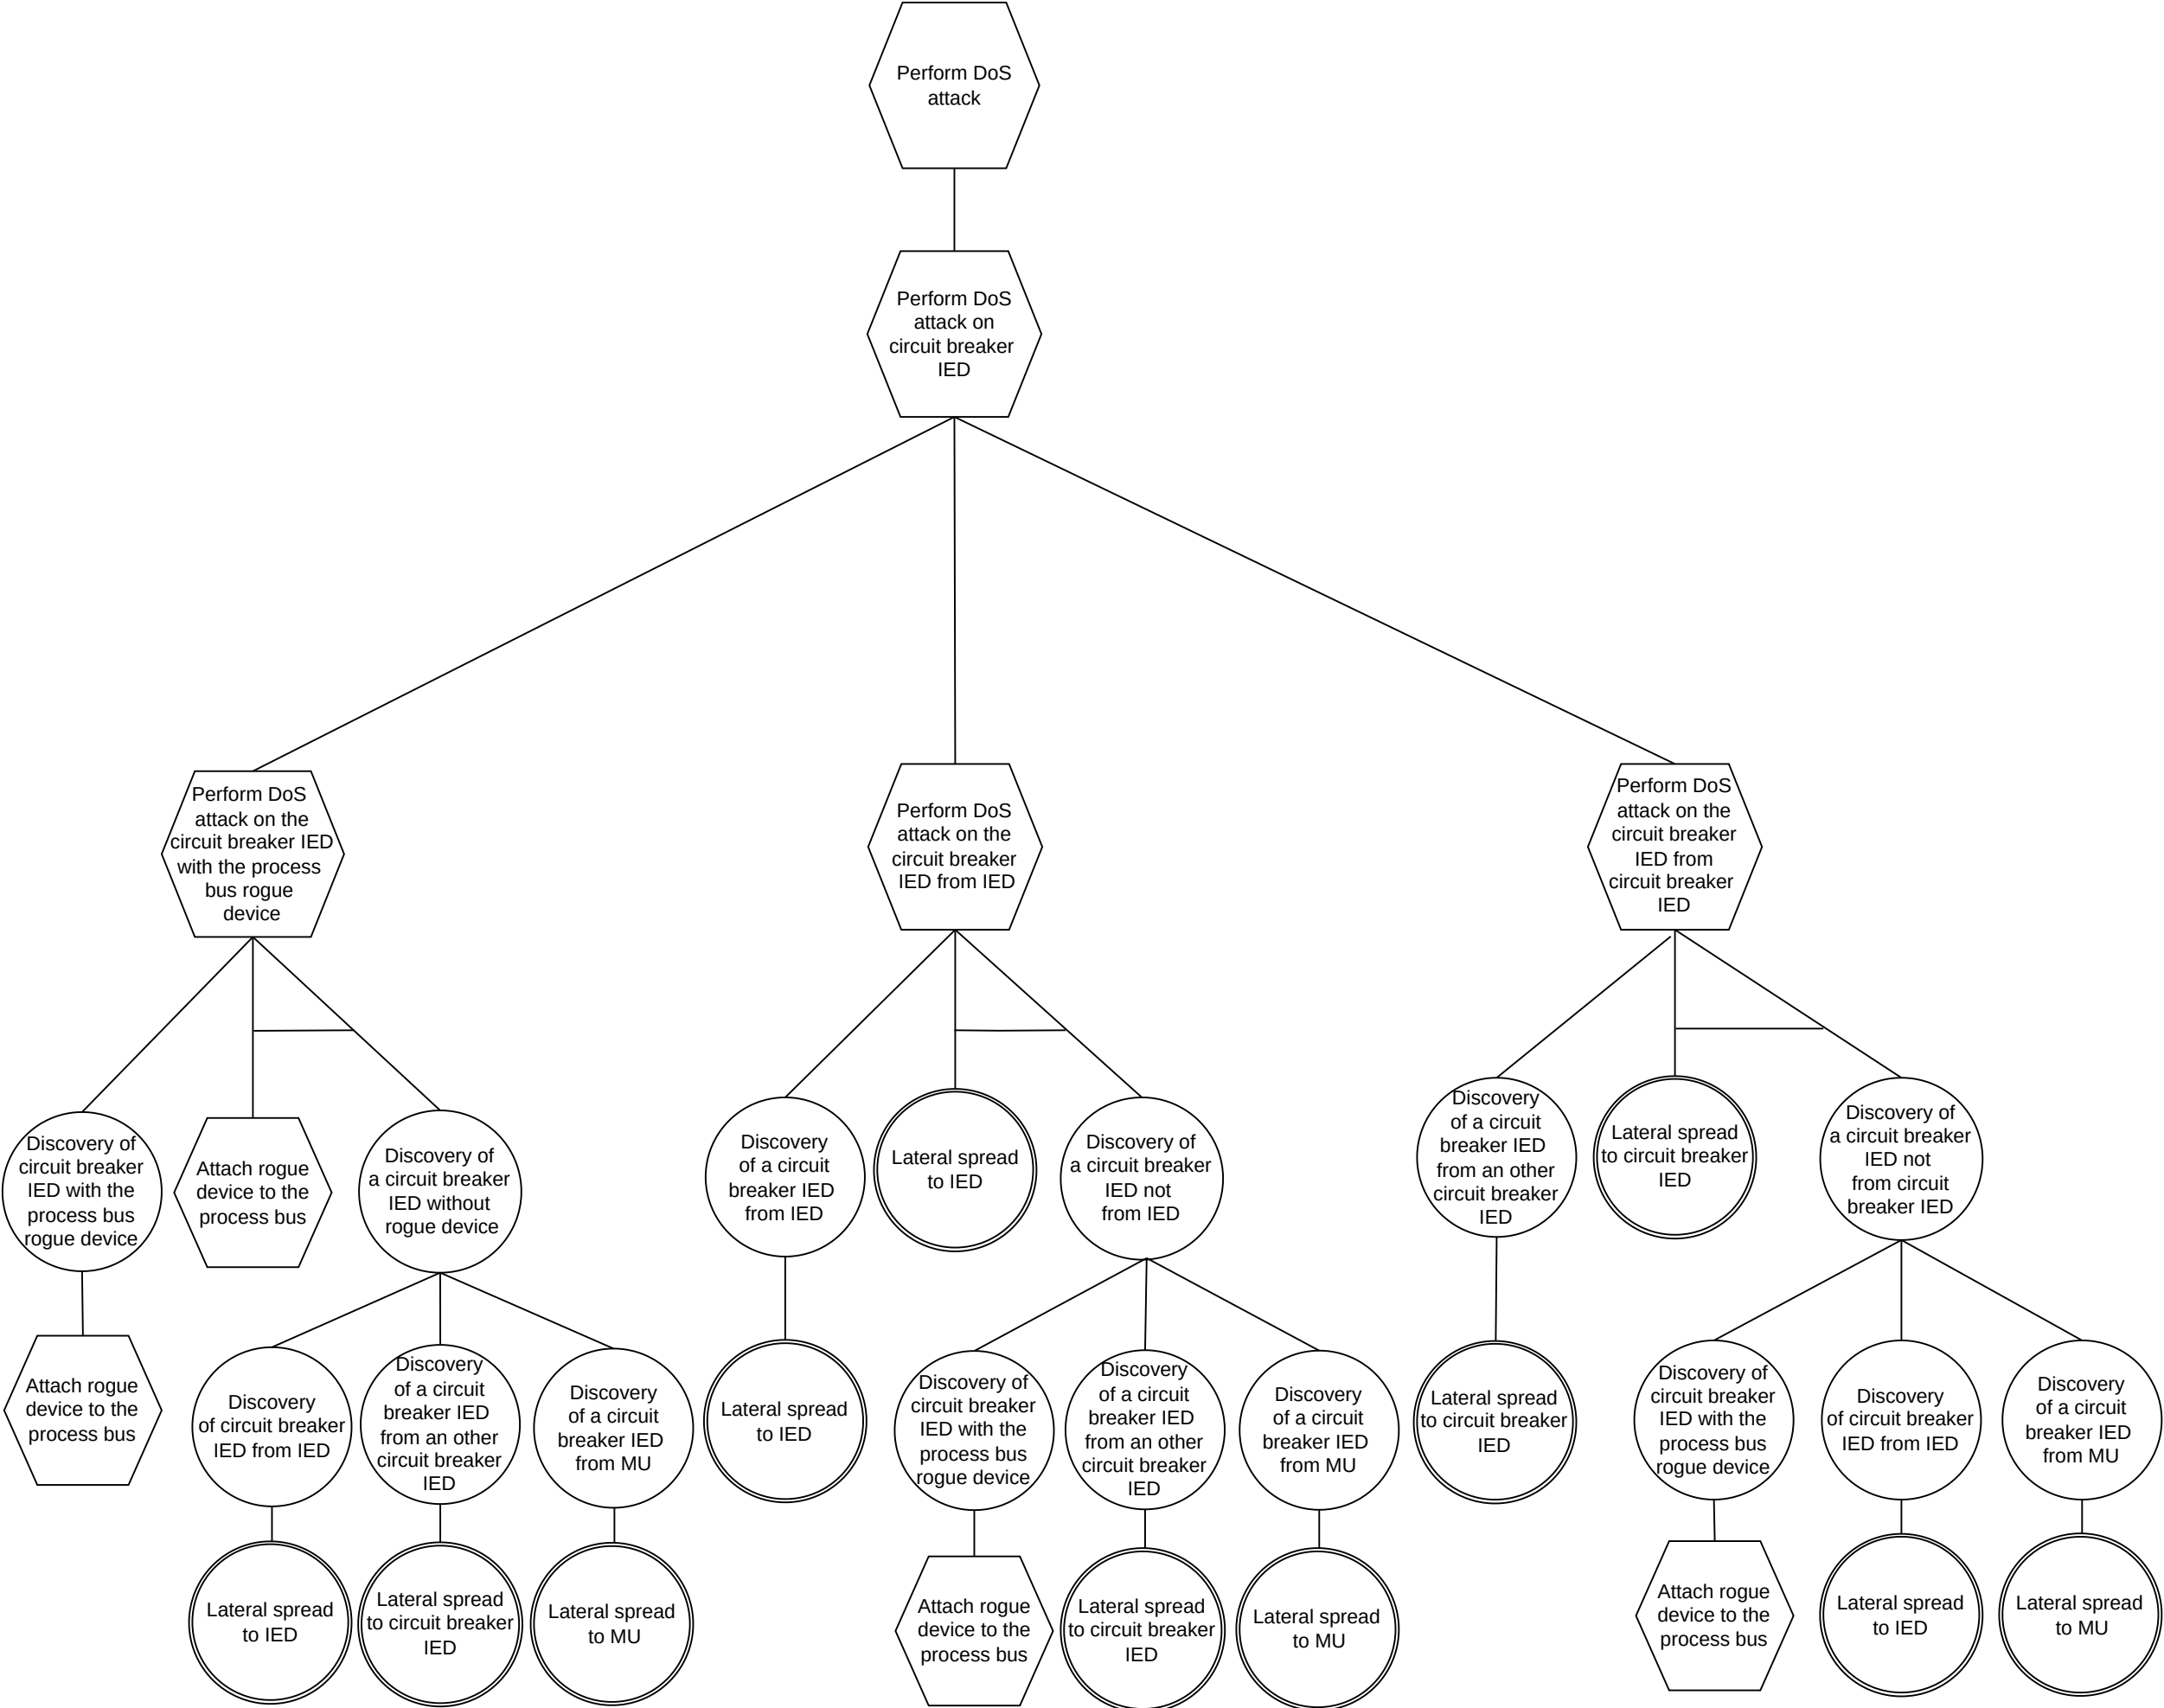 Perform DoS
attack
Perform DoS
attack on
circuit breaker
IED
Perform DoS
attack on the
circuit breaker IED
with the process
bus rogue
device
Perform DoS
attack on the
circuit breaker
IED from IED
Perform DoS
attack on the
circuit breaker
IED from
circuit breaker
IED
Discovery of
circuit breaker
IED with the
process bus
rogue device
Attach rogue
device to the
process bus
Discovery of
a circuit breaker
IED without
rogue device
Discovery
of a circuit
breaker IED
from IED
Lateral spread
to IED
Discovery of
a circuit breaker
IED not
from IED
Discovery
of a circuit
breaker IED
from an other
circuit breaker
IED
Lateral spread
to circuit breaker
IED
Discovery of
a circuit breaker
IED not
from circuit
breaker IED
Attach rogue
device to the
process bus
Discovery
of circuit breaker
IED from IED
Discovery
of a circuit
breaker IED
from an other
circuit breaker
IED
Discovery
of a circuit
breaker IED
from MU
Lateral spread
to IED
Discovery of
circuit breaker
IED with the
process bus
rogue device
Discovery
of a circuit
breaker IED
from an other
circuit breaker
IED
Discovery
of a circuit
breaker IED
from MU
Lateral spread
to circuit breaker
IED
Discovery of
circuit breaker
IED with the
process bus
rogue device
Discovery
of circuit breaker
IED from IED
Discovery
of a circuit
breaker IED
from MU
Lateral spread
to IED
Lateral spread
to circuit breaker
IED
Lateral spread
to MU
Attach rogue
device to the
process bus
Lateral spread
to circuit breaker
IED
Lateral spread
to MU
Attach rogue
device to the
process bus
Lateral spread
to IED
Lateral spread
to MU